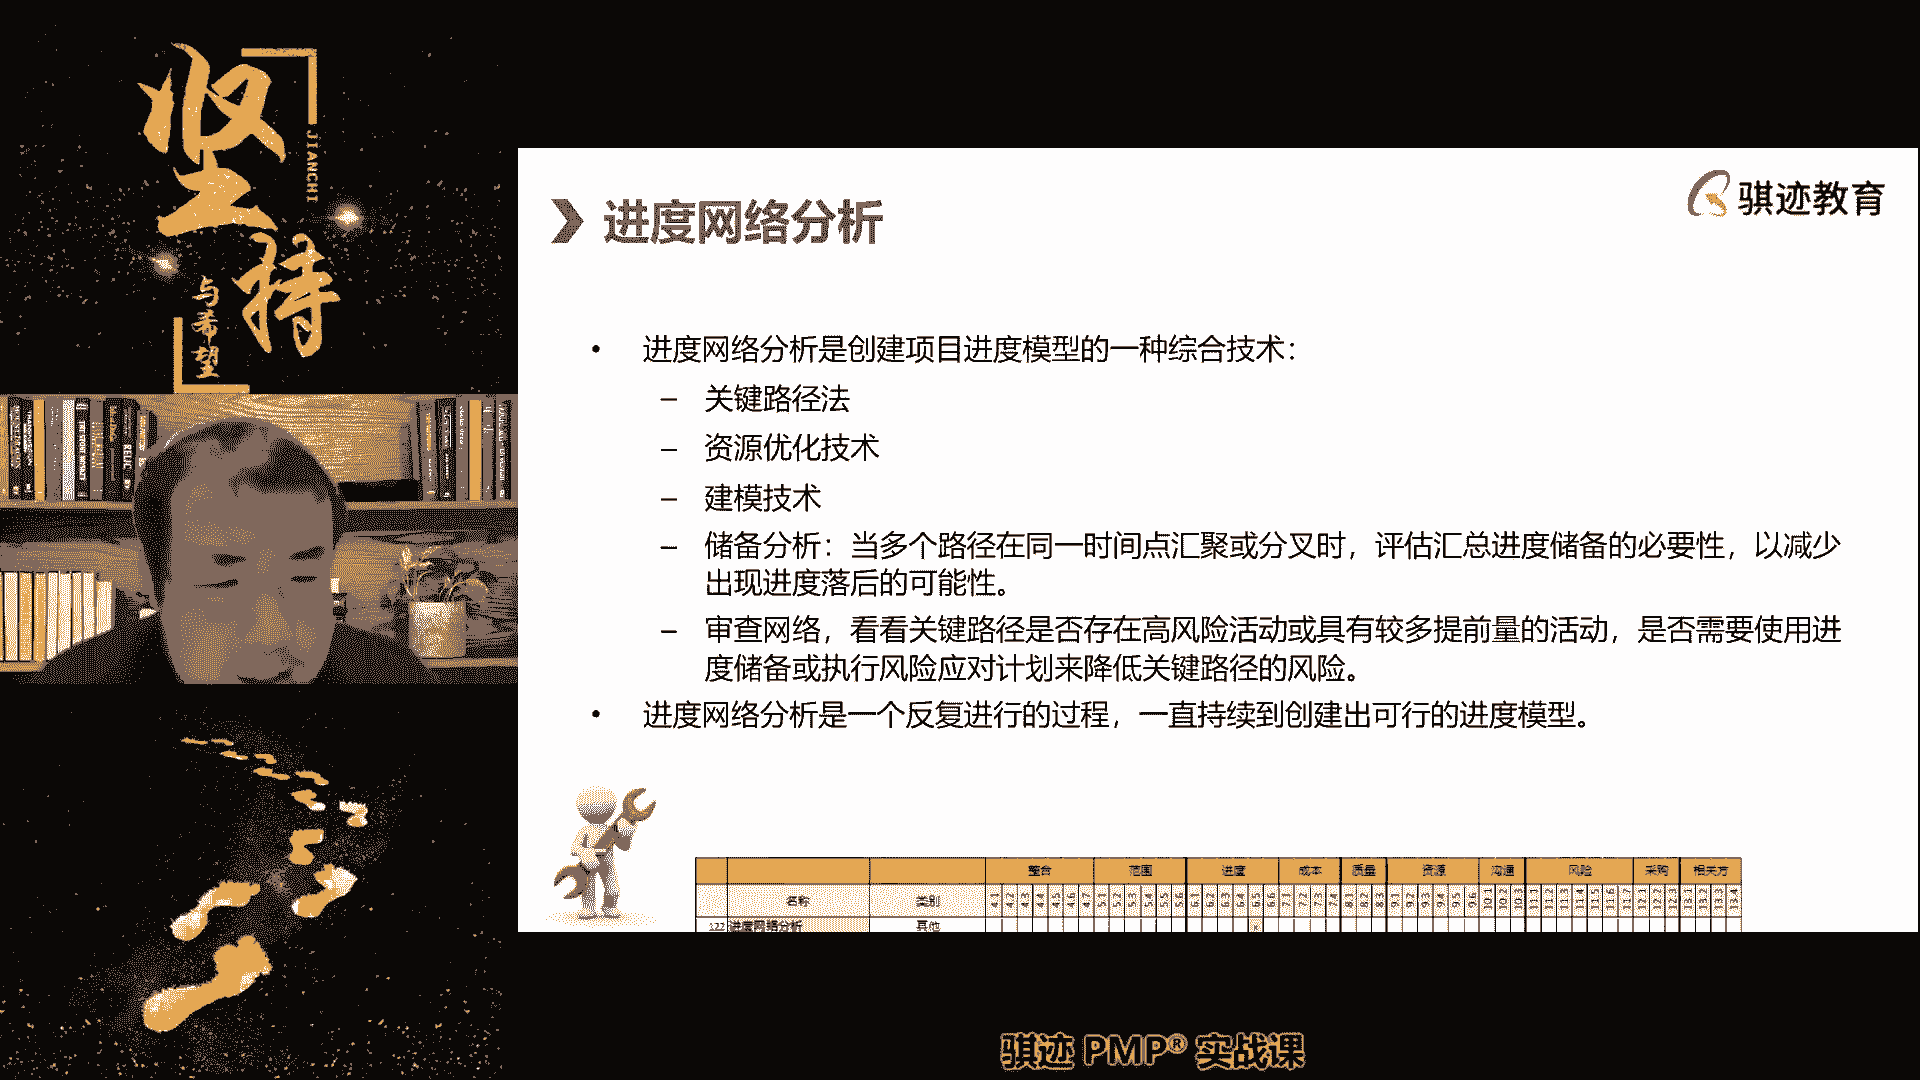 坚持
JIANCHI
与希望
骐迹教育
进度网络分析
• 进度网络分析是创建项目进度模型的一种综合技术：
– 关键路径法
– 资源优化技术
– 建模技术
– 储备分析：当多个路径在同一时间点汇聚或分叉时，评估汇总进度储备的必要性，以减少
出现进度落后的可能性。
– 审查网络，看看关键路径是否存在高风险活动或具有较多提前量的活动，是否需要使用进
度储备或执行风险应对计划来降低关键路径的风险。
• 进度网络分析是一个反复进行的过程，一直持续到创建出可行的进度模型。
整合 范围 进度 成本 质量 资源 沟通 风险 采购 相关方
名称 类别 4.1 4.2 4.3 4.4 4.5 4.6 4.7 5.1 5.2 5.3 5.4 5.5 5.6 6.1 6.2 6.3 6.4 6.5 6.6 7.1 7.2 7.3 7.4 8.1 8.2 8.3 9.1 9.2 9.3 9.4 9.5 9.6 10.1 10.2 10.3 11.1 11.2 11.3 11.4 11.5 11.6 11.7 12.1 12.2 12.3 13.1 13.2 13.3 13.4
122 进度网络分析 其他
骐迹 PMP® 实战课